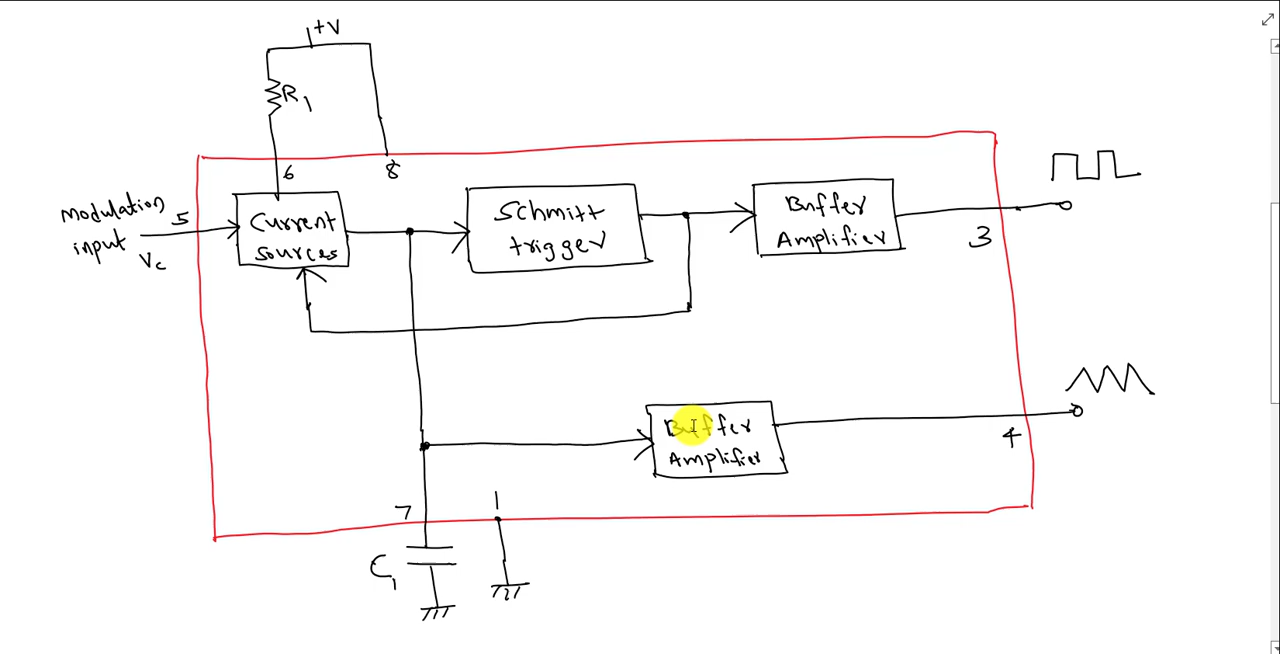 +V
R1
6
8
Modulation
5
input
Vc
Current
Sources
Schmitt
trigger
Buffer
Amplifier
3
Buffer
Amplifier
4
7
1
C1